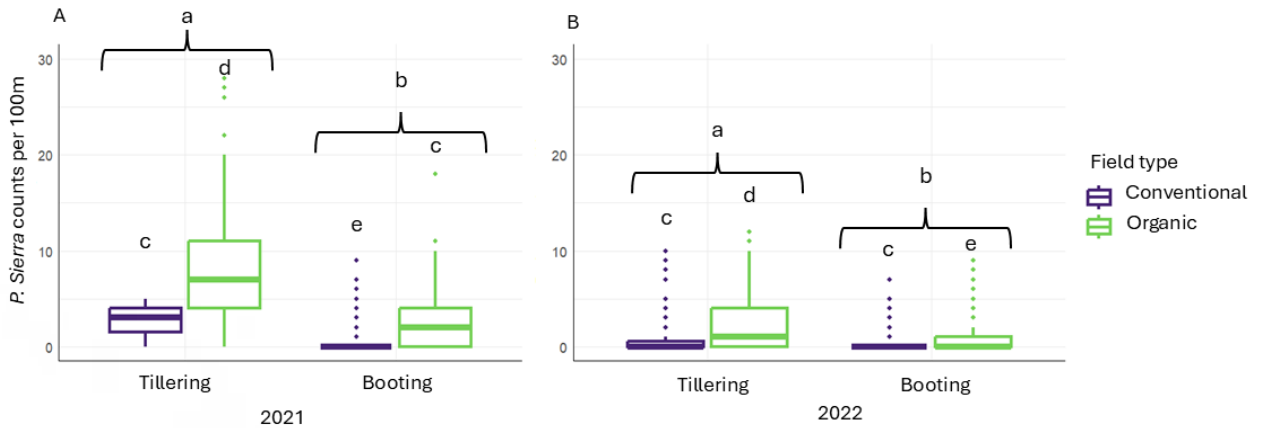 A
a
d
b
c
c
e
30
20
10
0
P. Sierra counts per 100m
Tillering
Booting
2021
B
a
b
c
d
c
e
30
20
10
0
Tillering
Booting
2022
Field type
Conventional
Organic